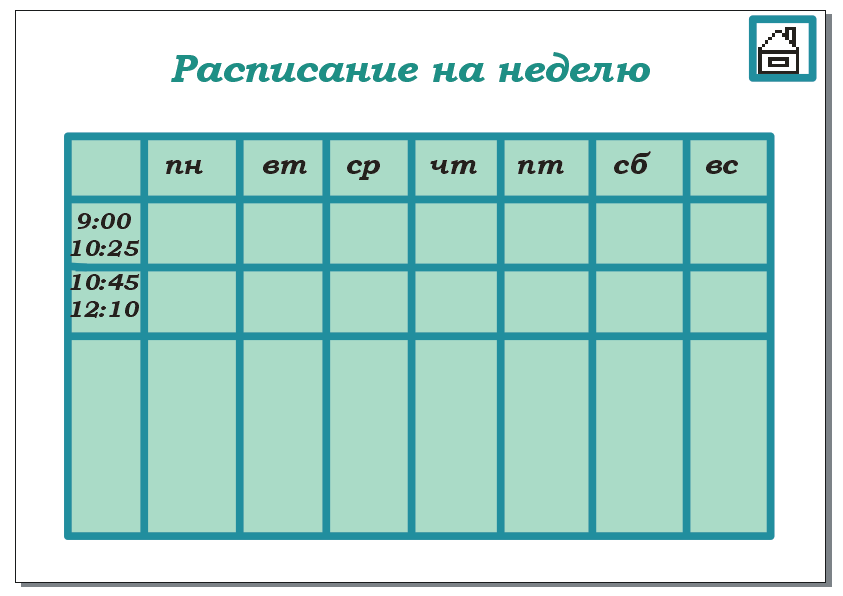 Расписание на неделю
пн вт ср чт пт сб вс
9:00
10:25
10:45
12:10